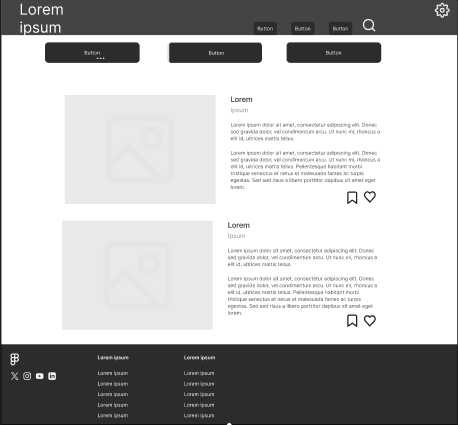 Lorem
ipsum
Button
Button
Button
Button
Button
Button
Lorem
Ipsum
Lorem ipsum dolor sit amet, consectetur adipiscing elit. Donec
sed gravida dolor, vel condimentum arcu. Ut nunc mi, rhoncus a
elit id, ultrices mattis tellus.
Lorem ipsum dolor sit amet, consectetur adipiscing elit. Donec
sed gravida dolor, vel condimentum arcu. Ut nunc mi, rhoncus a
elit id, ultrices mattis tellus. Pellentesque habitant morbi
tristique senectus et netus et malesuada fames ac turpis
egestas. Sed sed risus a libero porttitor dapibus sit amet eget
lorem.
Lorem
Ipsum
Lorem ipsum dolor sit amet, consectetur adipiscing elit. Donec
sed gravida dolor, vel condimentum arcu. Ut nunc mi, rhoncus a
elit id, ultrices mattis tellus.
Lorem ipsum dolor sit amet, consectetur adipiscing elit. Donec
sed gravida dolor, vel condimentum arcu. Ut nunc mi, rhoncus a
elit id, ultrices mattis tellus. Pellentesque habitant morbi
tristique senectus et netus et malesuada fames ac turpis
egestas. Sed sed risus a libero porttitor dapibus sit amet eget
lorem.
Lorem ipsum
Lorem ipsum
Lorem ipsum
Lorem ipsum
Lorem ipsum
Lorem ipsum
Lorem ipsum
Lorem ipsum
Lorem ipsum
Lorem ipsum
Lorem ipsum
Lorem ipsum